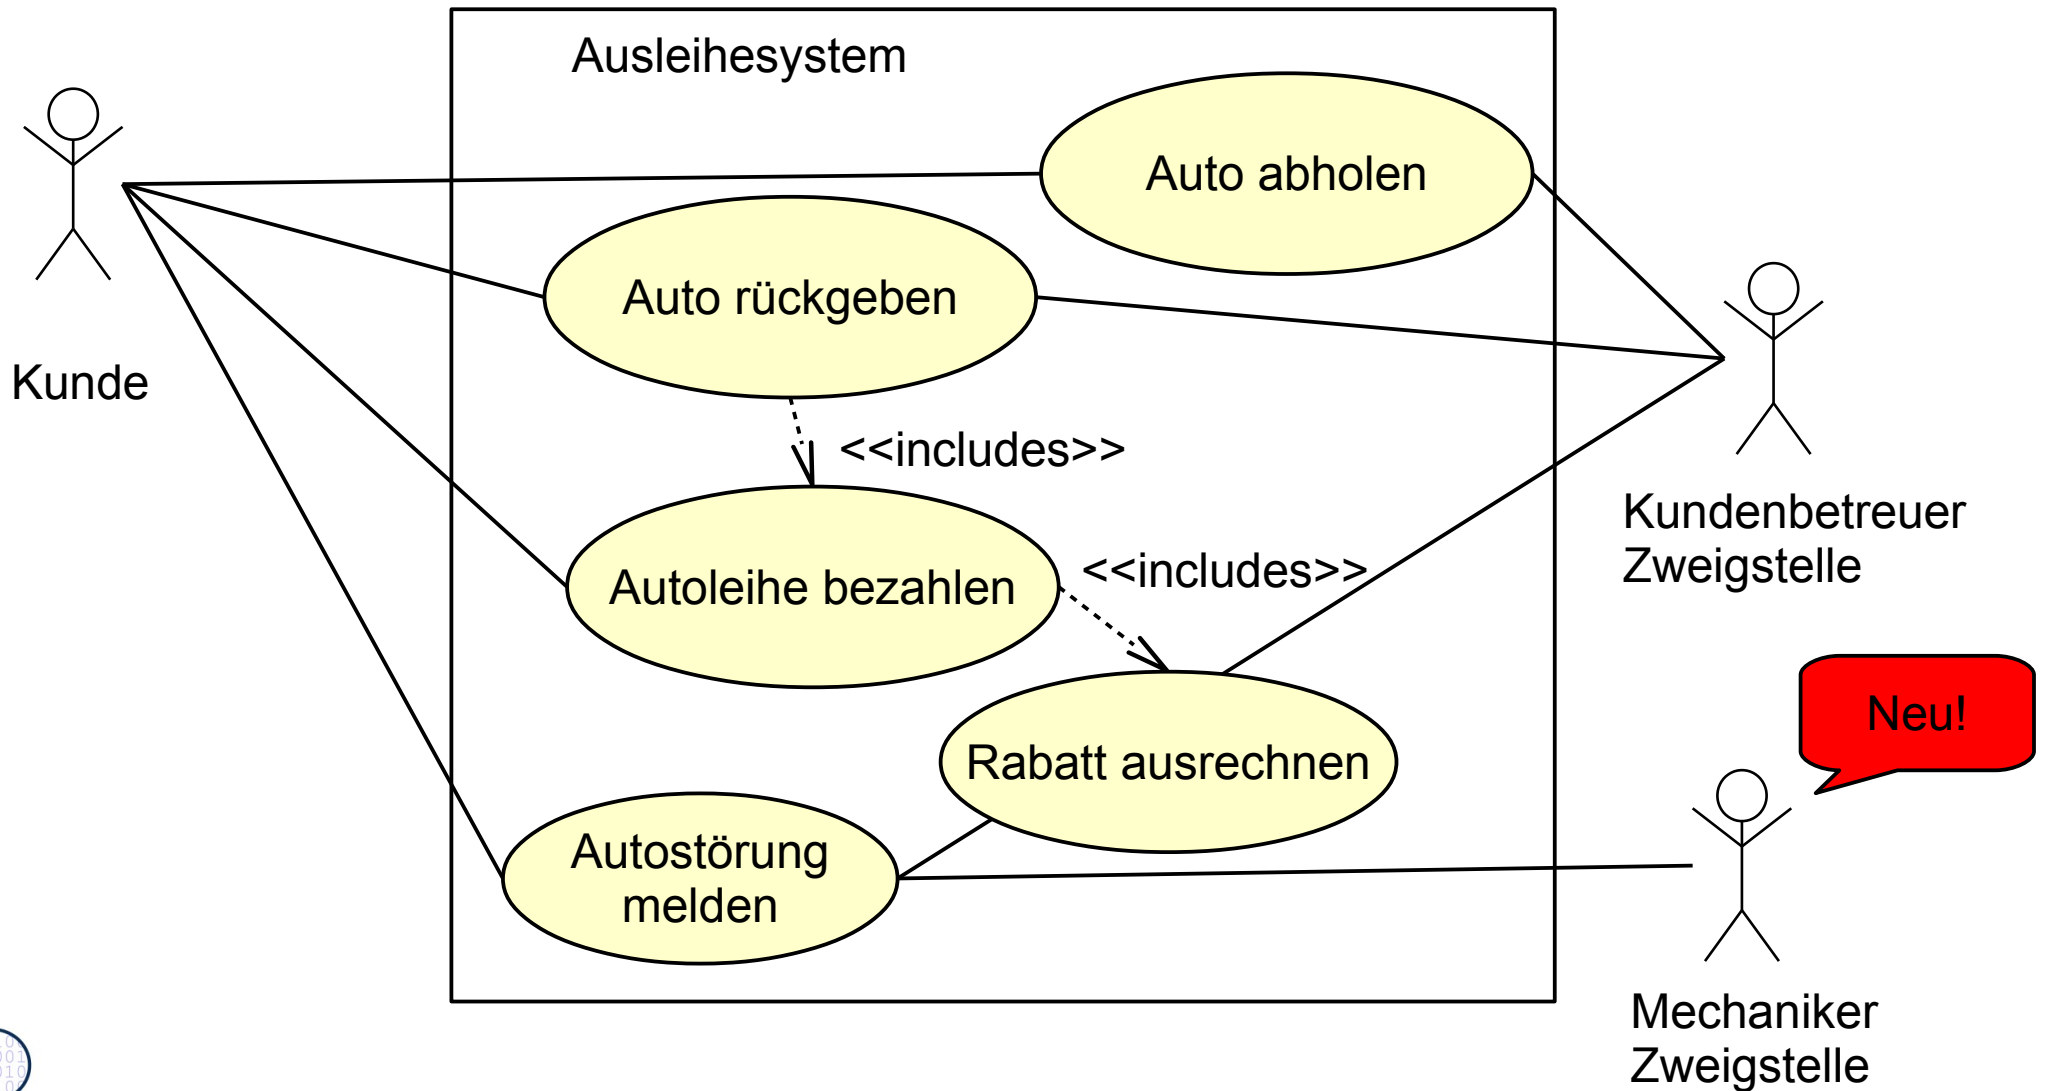 Ausleihesystem
Auto abholen
Auto rückgeben
Kunde
<<includes>>
Kundenbetreuer
Zweigstelle
<<includes>>
Autoleihe bezahlen
Neu!
Rabatt ausrechnen
Autostörung
melden
Mechaniker
Zweigstelle